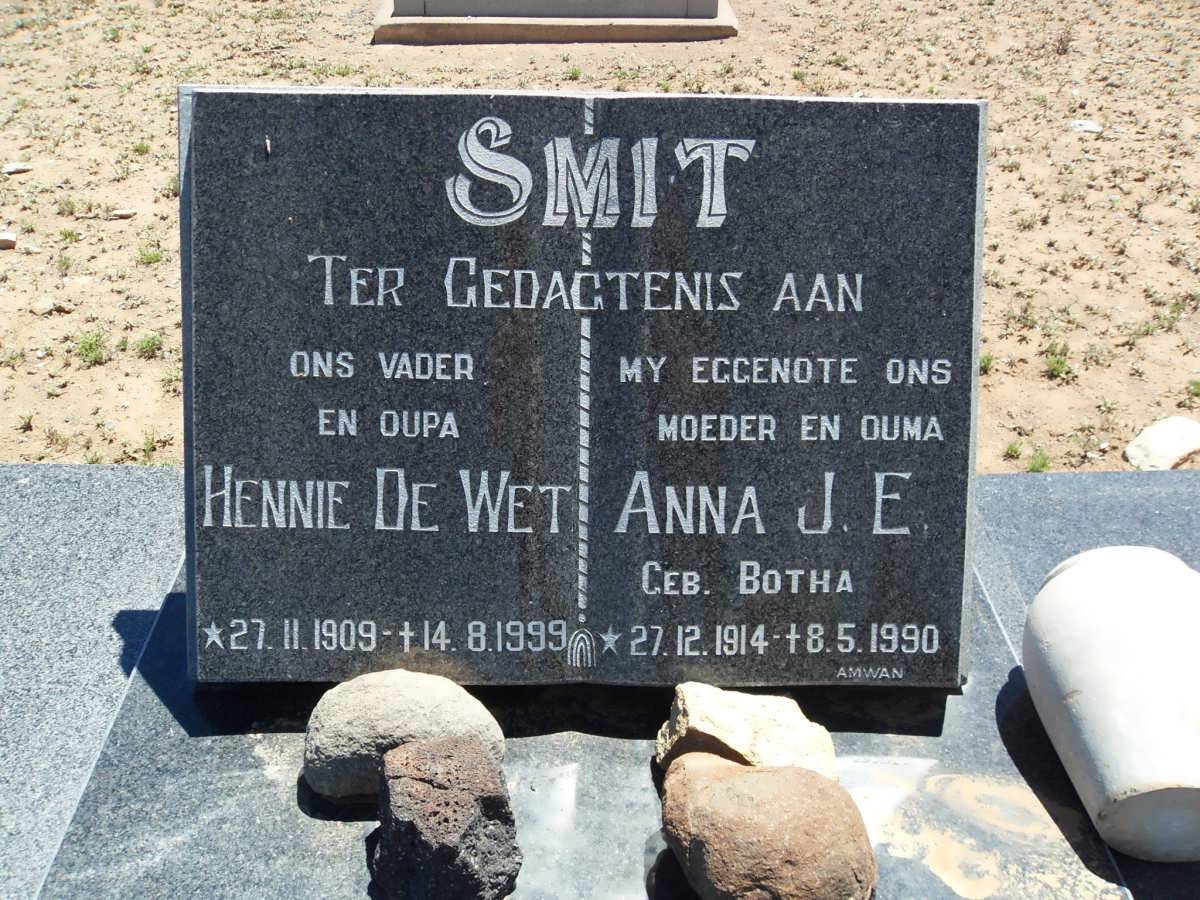 SMIT
TER GEDAGTENIS AAN
ONS VADER
EN OUPA
HENNIE DE WET
★27.11.1909-✝14.8.1999
MY EGGENOTE ONS
MOEDER EN OUMA
ANNA J. E.
GEB. BOTHA
★27.12.1914-✝8.5.1990
AMWAN